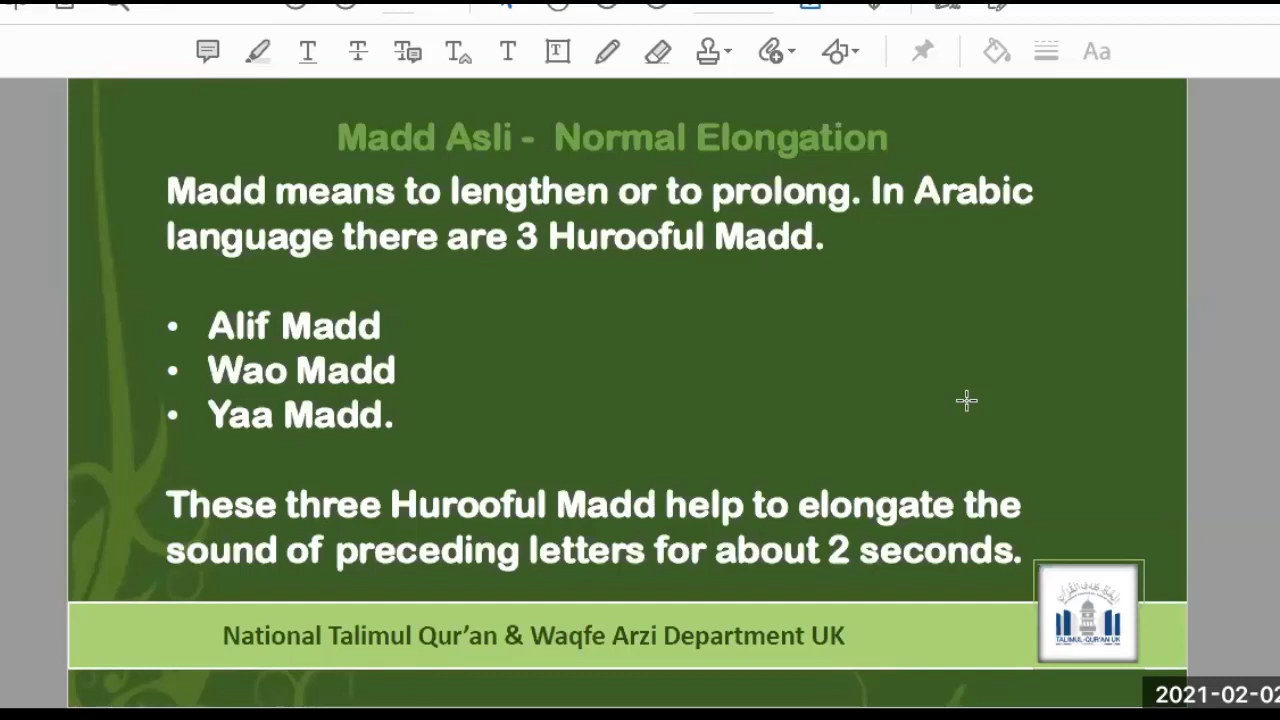 Madd Asli - Normal Elongation
Madd means to lengthen or to prolong. In Arabic
language there are 3 Hurooful Madd.
• Alif Madd
• Wao Madd
• Yaa Madd.
These three Hurooful Madd help to elongate the
sound of preceding letters for about 2 seconds.
National Talimul Qur’an & Waqfe Arzi Department UK
TALIMUL-QUR'AN UK
2021-02-02
Aa